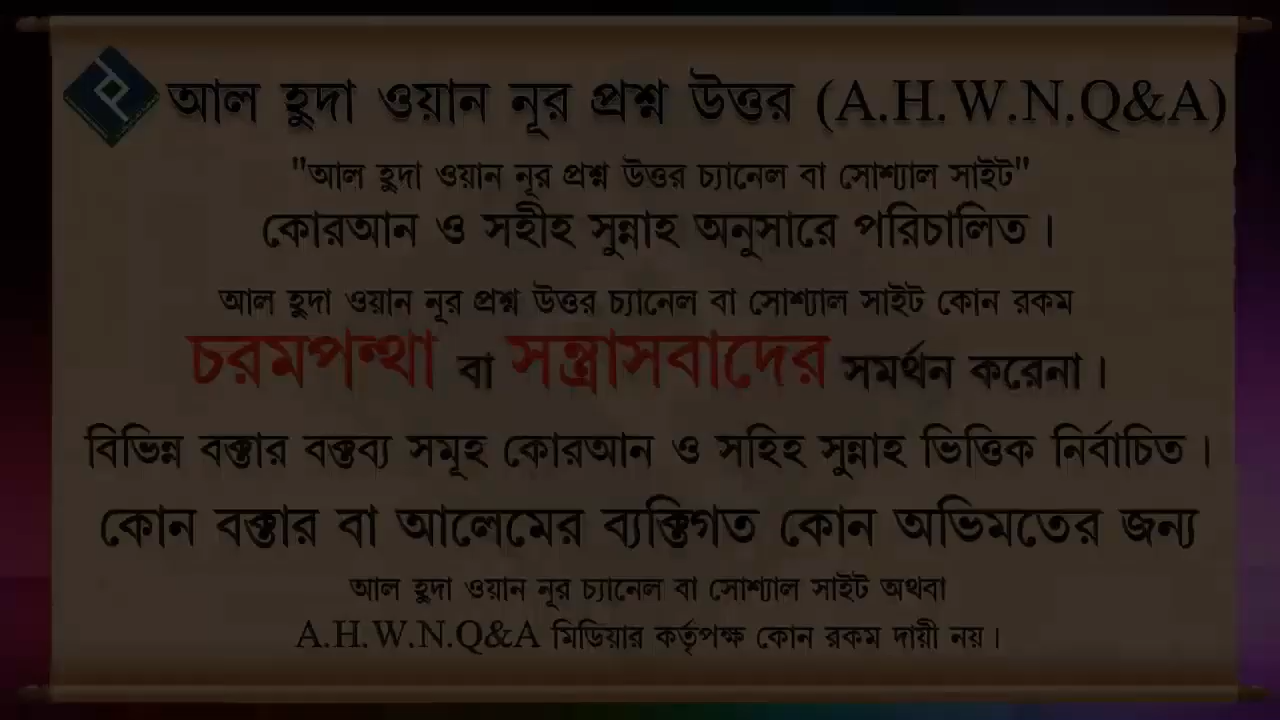 আল হুদা ওয়ান নূর প্রশ্ন উত্তর (A.H.W.N.Q&A)
"আল হুদা ওয়ান নূর প্রশ্ন উত্তর চ্যানেল বা সোশ্যাল সাইট"
কোরআন ও সহীহ সুন্নাহ অনুসারে পরিচালিত।
আল হুদা ওয়ান নূর প্রশ্ন উত্তর চ্যানেল বা সোশ্যাল সাইট কোন রকম
চরমপন্থা বা সন্ত্রাসবাদের সমর্থন করেনা।
বিভিন্ন বক্তার বক্তব্য সমূহ কোরআন ও সহিহ সুন্নাহ ভিত্তিক নির্বাচিত।
কোন বক্তার বা আলেমের ব্যক্তিগত কোন অভিমতের জন্য
আল হুদা ওয়ান নূর চ্যানেল বা সোশ্যাল সাইট অথবা
A.H.W.N.Q&A মিডিয়ার কর্তৃপক্ষ কোন রকম দায়ী নয়।